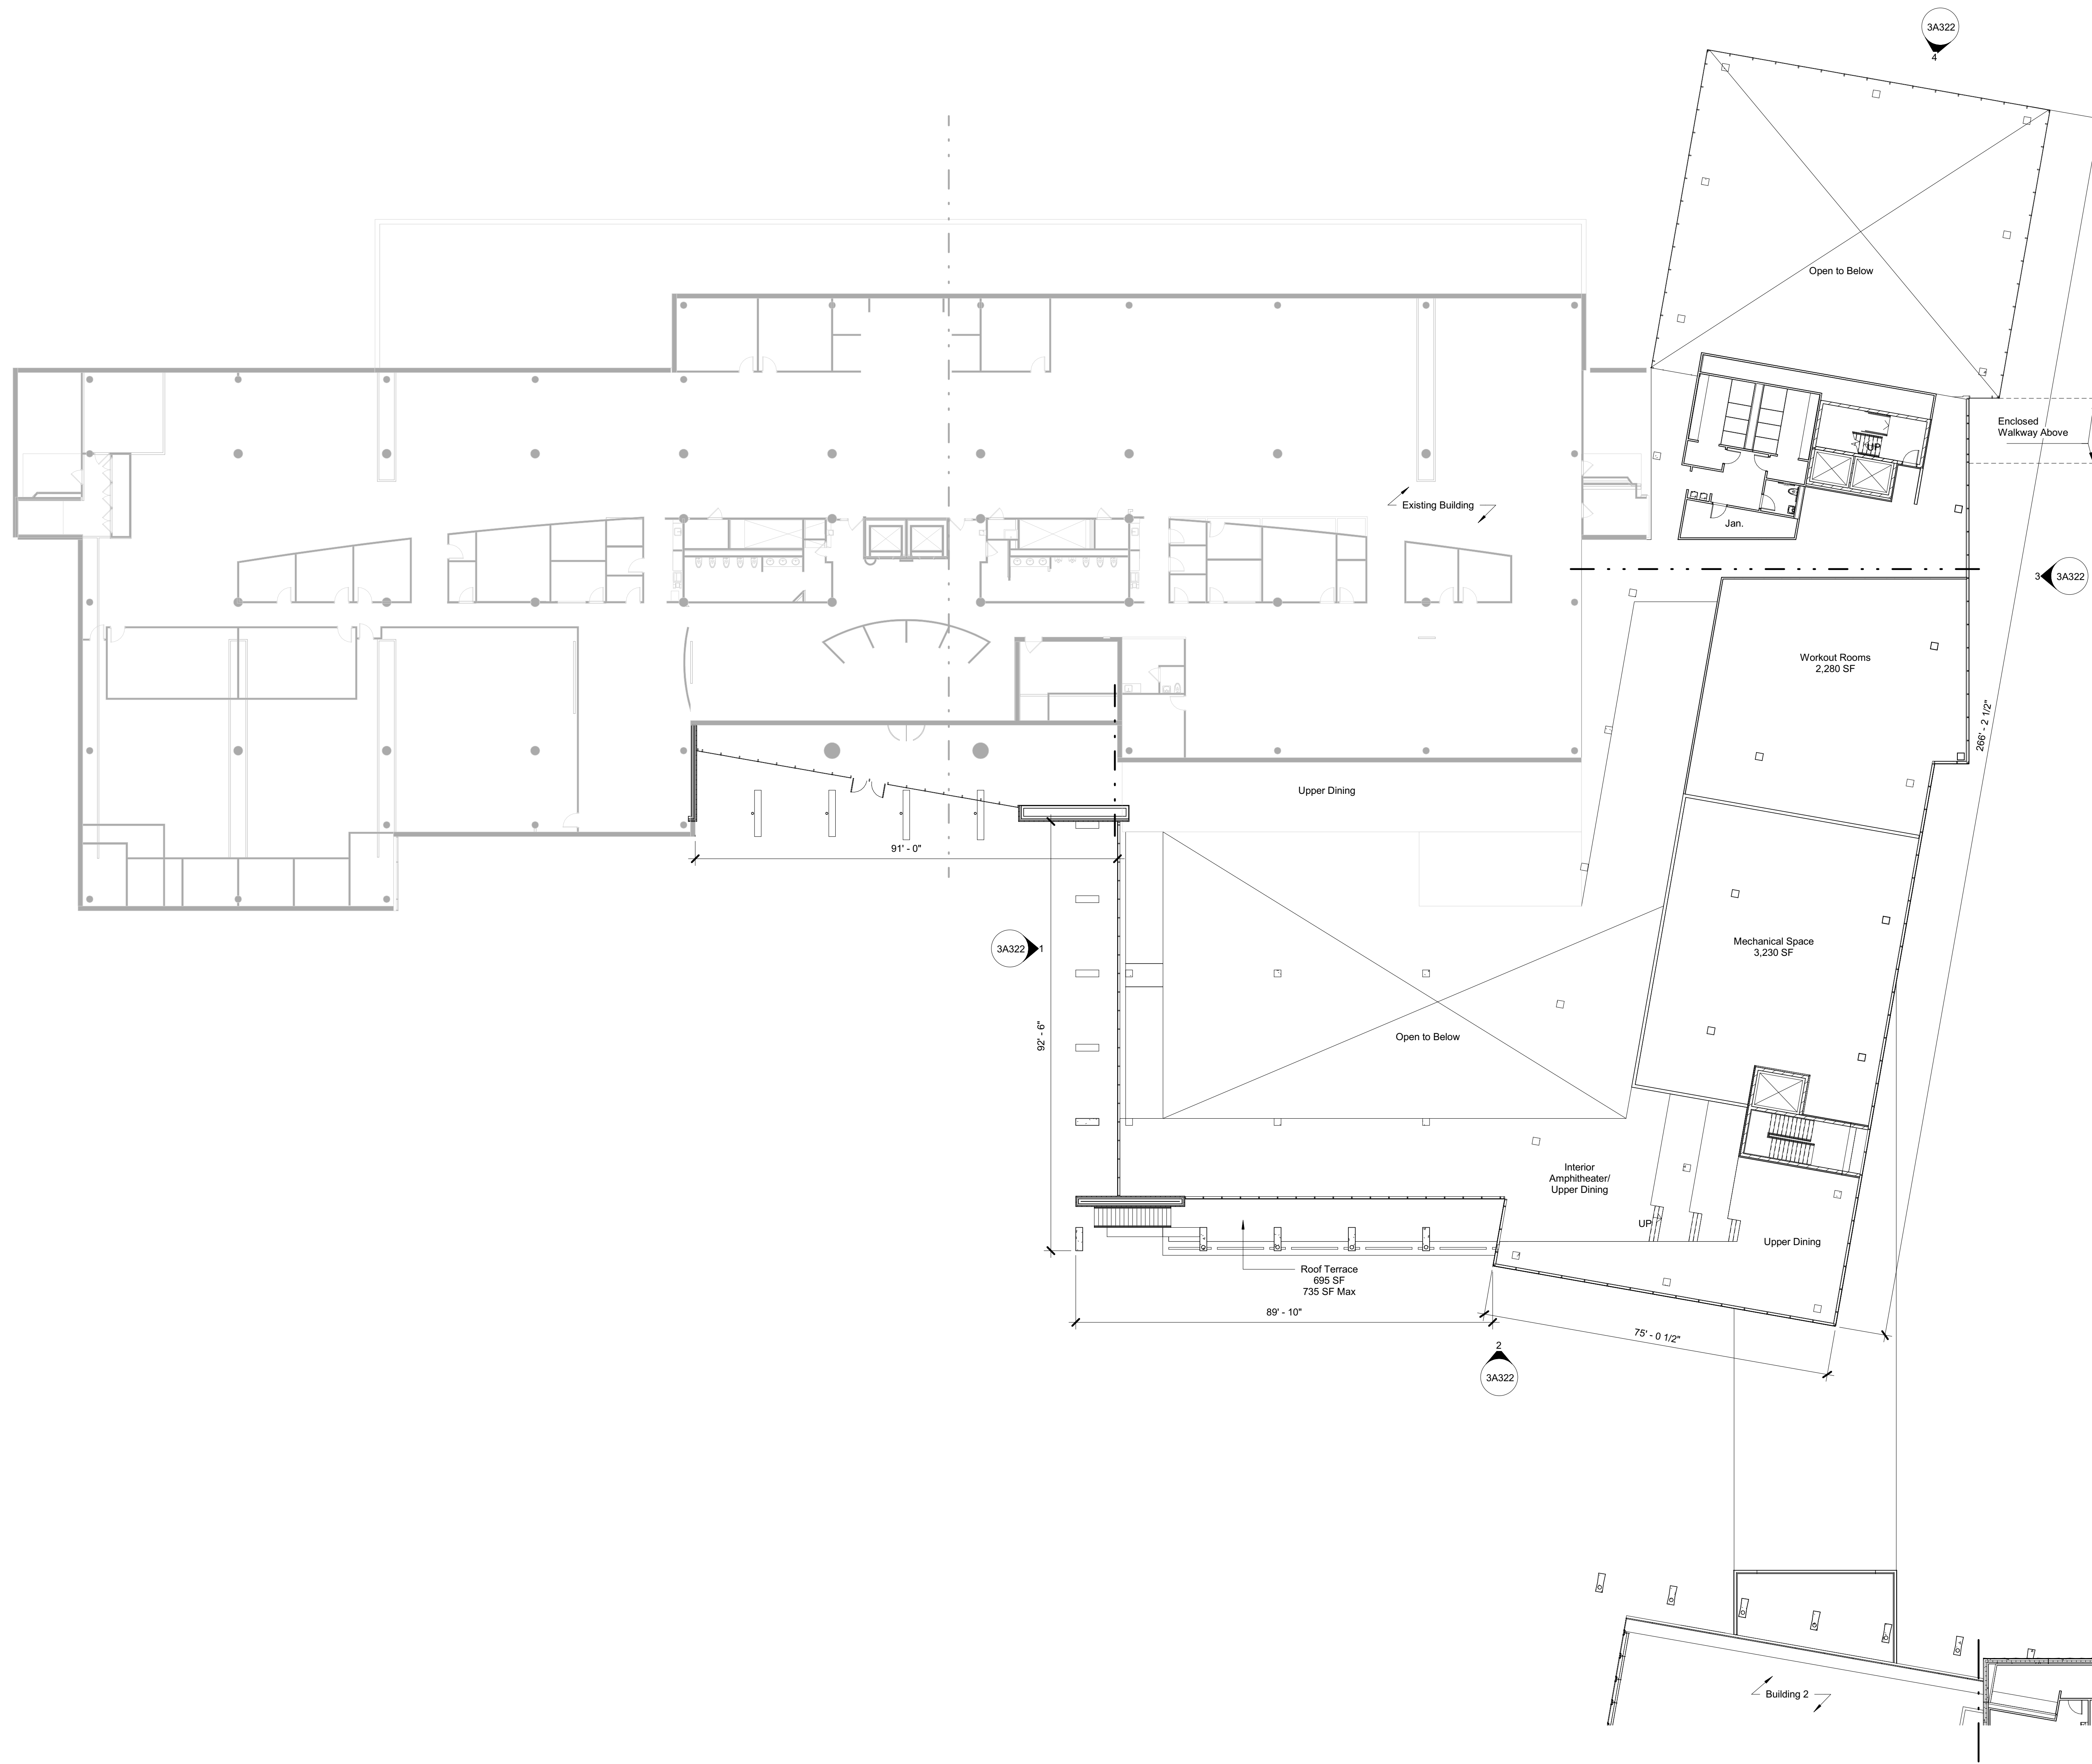 3A322
4
Open to Below
Enclosed
Walkway Above
UP
Existing Building
Jan.
3
3A322
Workout Rooms
2,280 SF
266' - 2 1/2"
Upper Dining
91' - 0"
Mechanical Space
3,230 SF
3A322
1
92' - 6"
Open to Below
Interior
Amphitheater/
Upper Dining
UP
Upper Dining
Roof Terrace
695 SF
735 SF Max
89' - 10"
75' - 0 1/2"
2
3A322
Building 2